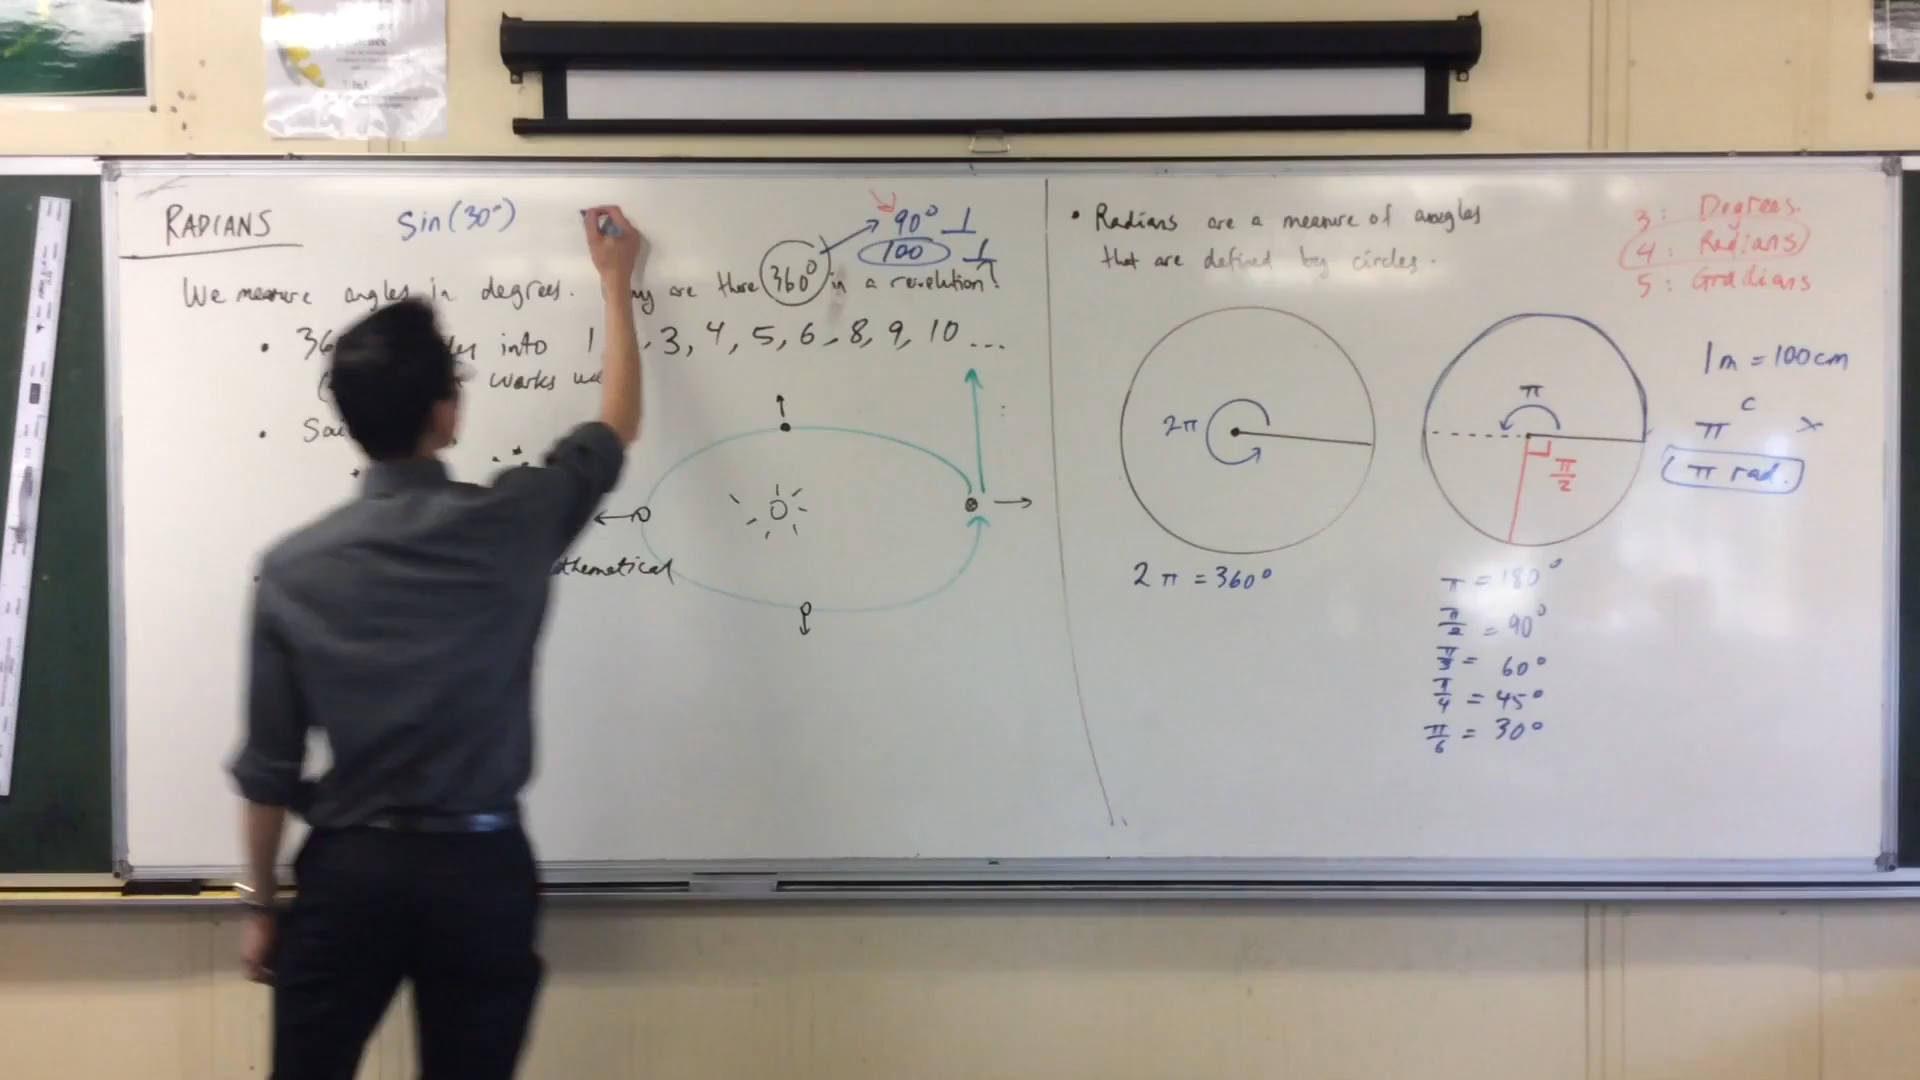 RADIANS
Sin(30°)
90°
100
We measure angles in degrees. are there 360° in a revolution?
into 1 , 3, 4, 5, 6, 8, 9, 10 ...
works
• Radians are a measure of angles
that are defined by circles.
3: Degrees.
4: Radians
5: Gradians
1m = 100cm
π c
π rad.
2π
π
π/2
2π = 360°
π = 180°
π/2 = 90°
π/3 = 60°
π/4 = 45°
π/6 = 30°